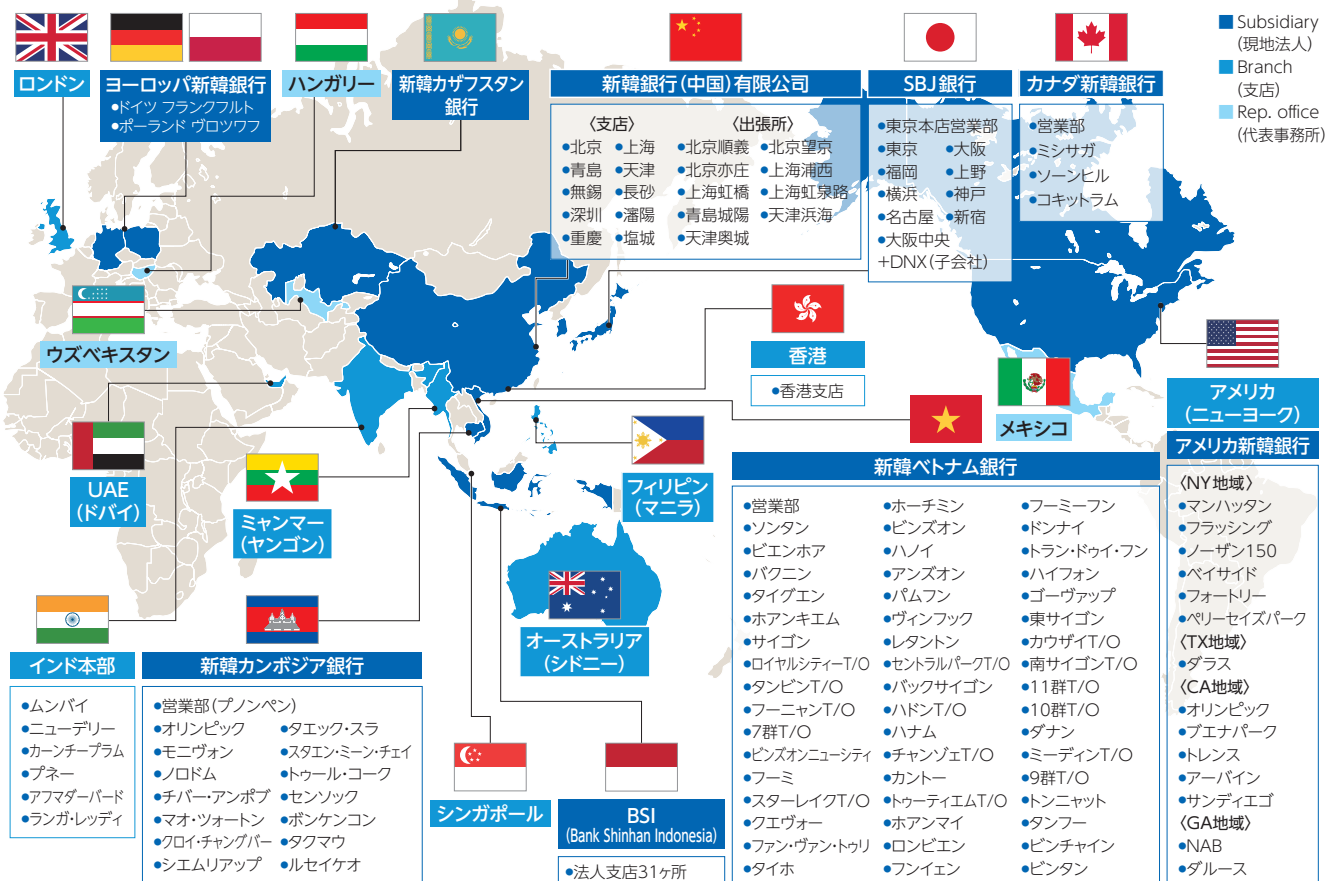 ロンドン
ヨーロッパ新韓銀行
●ドイツ フランクフルト
●ポーランド ヴロツワフ
ハンガリー
新韓カザフスタン
銀行
新韓銀行(中国)有限公司
〈支店〉 〈出張所〉
●北京 ●上海 ●北京順義 ●北京望京
●青島 ●天津 ●北京亦庄 ●上海浦西
●無錫 ●長砂 ●上海虹橋 ●上海虹泉路
●深圳 ●瀋陽 ●青島城陽 ●天津浜海
●重慶 ●塩城 ●天津奥城
SBJ銀行
●東京本店営業部
●東京 ●大阪
●福岡 ●上野
●横浜 ●神戸
●名古屋 ●新宿
●大阪中央
+DNX(子会社)
カナダ新韓銀行
●営業部
●ミシサガ
●ソーンヒル
●コキットラム
Subsidiary
(現地法人)
Branch
(支店)
Rep. office
(代表事務所)
ウズベキスタン
香港
●香港支店
メキシコ
アメリカ
(ニューヨーク)
UAE
(ドバイ)
ミャンマー
(ヤンゴン)
フィリピン
(マニラ)
オーストラリア
(シドニー)
インド本部
●ムンバイ
●ニューデリー
●カーンチープラム
●プネー
●アフマダーバード
●ランガ・レッディ
新韓カンボジア銀行
●営業部(プノンペン)
●オリンピック ●タエック・スラ
●モニヴォン ●スタエン・ミーン・チェイ
●ノロドム ●トゥール・コーク
●チバー・アンポブ ●センソック
●マオ・ツォートン ●ボンケンコン
●クロイ・チャングバー ●タクマウ
●シエムリアップ ●ルセイケオ
シンガポール
BSI
(Bank Shinhan Indonesia)
●法人支店31ヶ所
新韓ベトナム銀行
●営業部 ●ホーチミン ●フーミーフン
●ソンタン ●ビンズオン ●ドンナイ
●ビエンホア ●ハノイ ●トラン・ドゥイ・フン
●バクニン ●アンズオン ●ハイフォン
●タイグエン ●パムフン ●ゴーヴァップ
●ホアンキエム ●ヴィンフック ●東サイゴン
●サイゴン ●レタントン ●カウザイT/O
●ロイヤルシティーT/O ●セントラルパークT/O ●南サイゴンT/O
●タンビンT/O ●バックサイゴン ●11群T/O
●フーニャンT/O ●ハドンT/O ●10群T/O
●7群T/O ●ハナム ●ダナン
●ビンズオンニューシティ ●チャンゾェT/O ●ミーディンT/O
●フーミ ●カントー ●9群T/O
●スターレイクT/O ●トゥーティエムT/O ●トンニャット
●クエヴォー ●ホアンマイ ●タンフー
●ファン・ヴァン・トゥリ ●ロンビエン ●ビンチャイン
●タイホ ●フンイェン ●ビンタン
アメリカ新韓銀行
〈NY地域〉
●マンハッタン
●フラッシング
●ノーザン150
●ベイサイド
●フォートリー
●ペリーセイズパーク
〈TX地域〉
●ダラス
〈CA地域〉
●オリンピック
●ブエナパーク
●トレンス
●アーバイン
●サンディエゴ
〈GA地域〉
●NAB
●ダルース